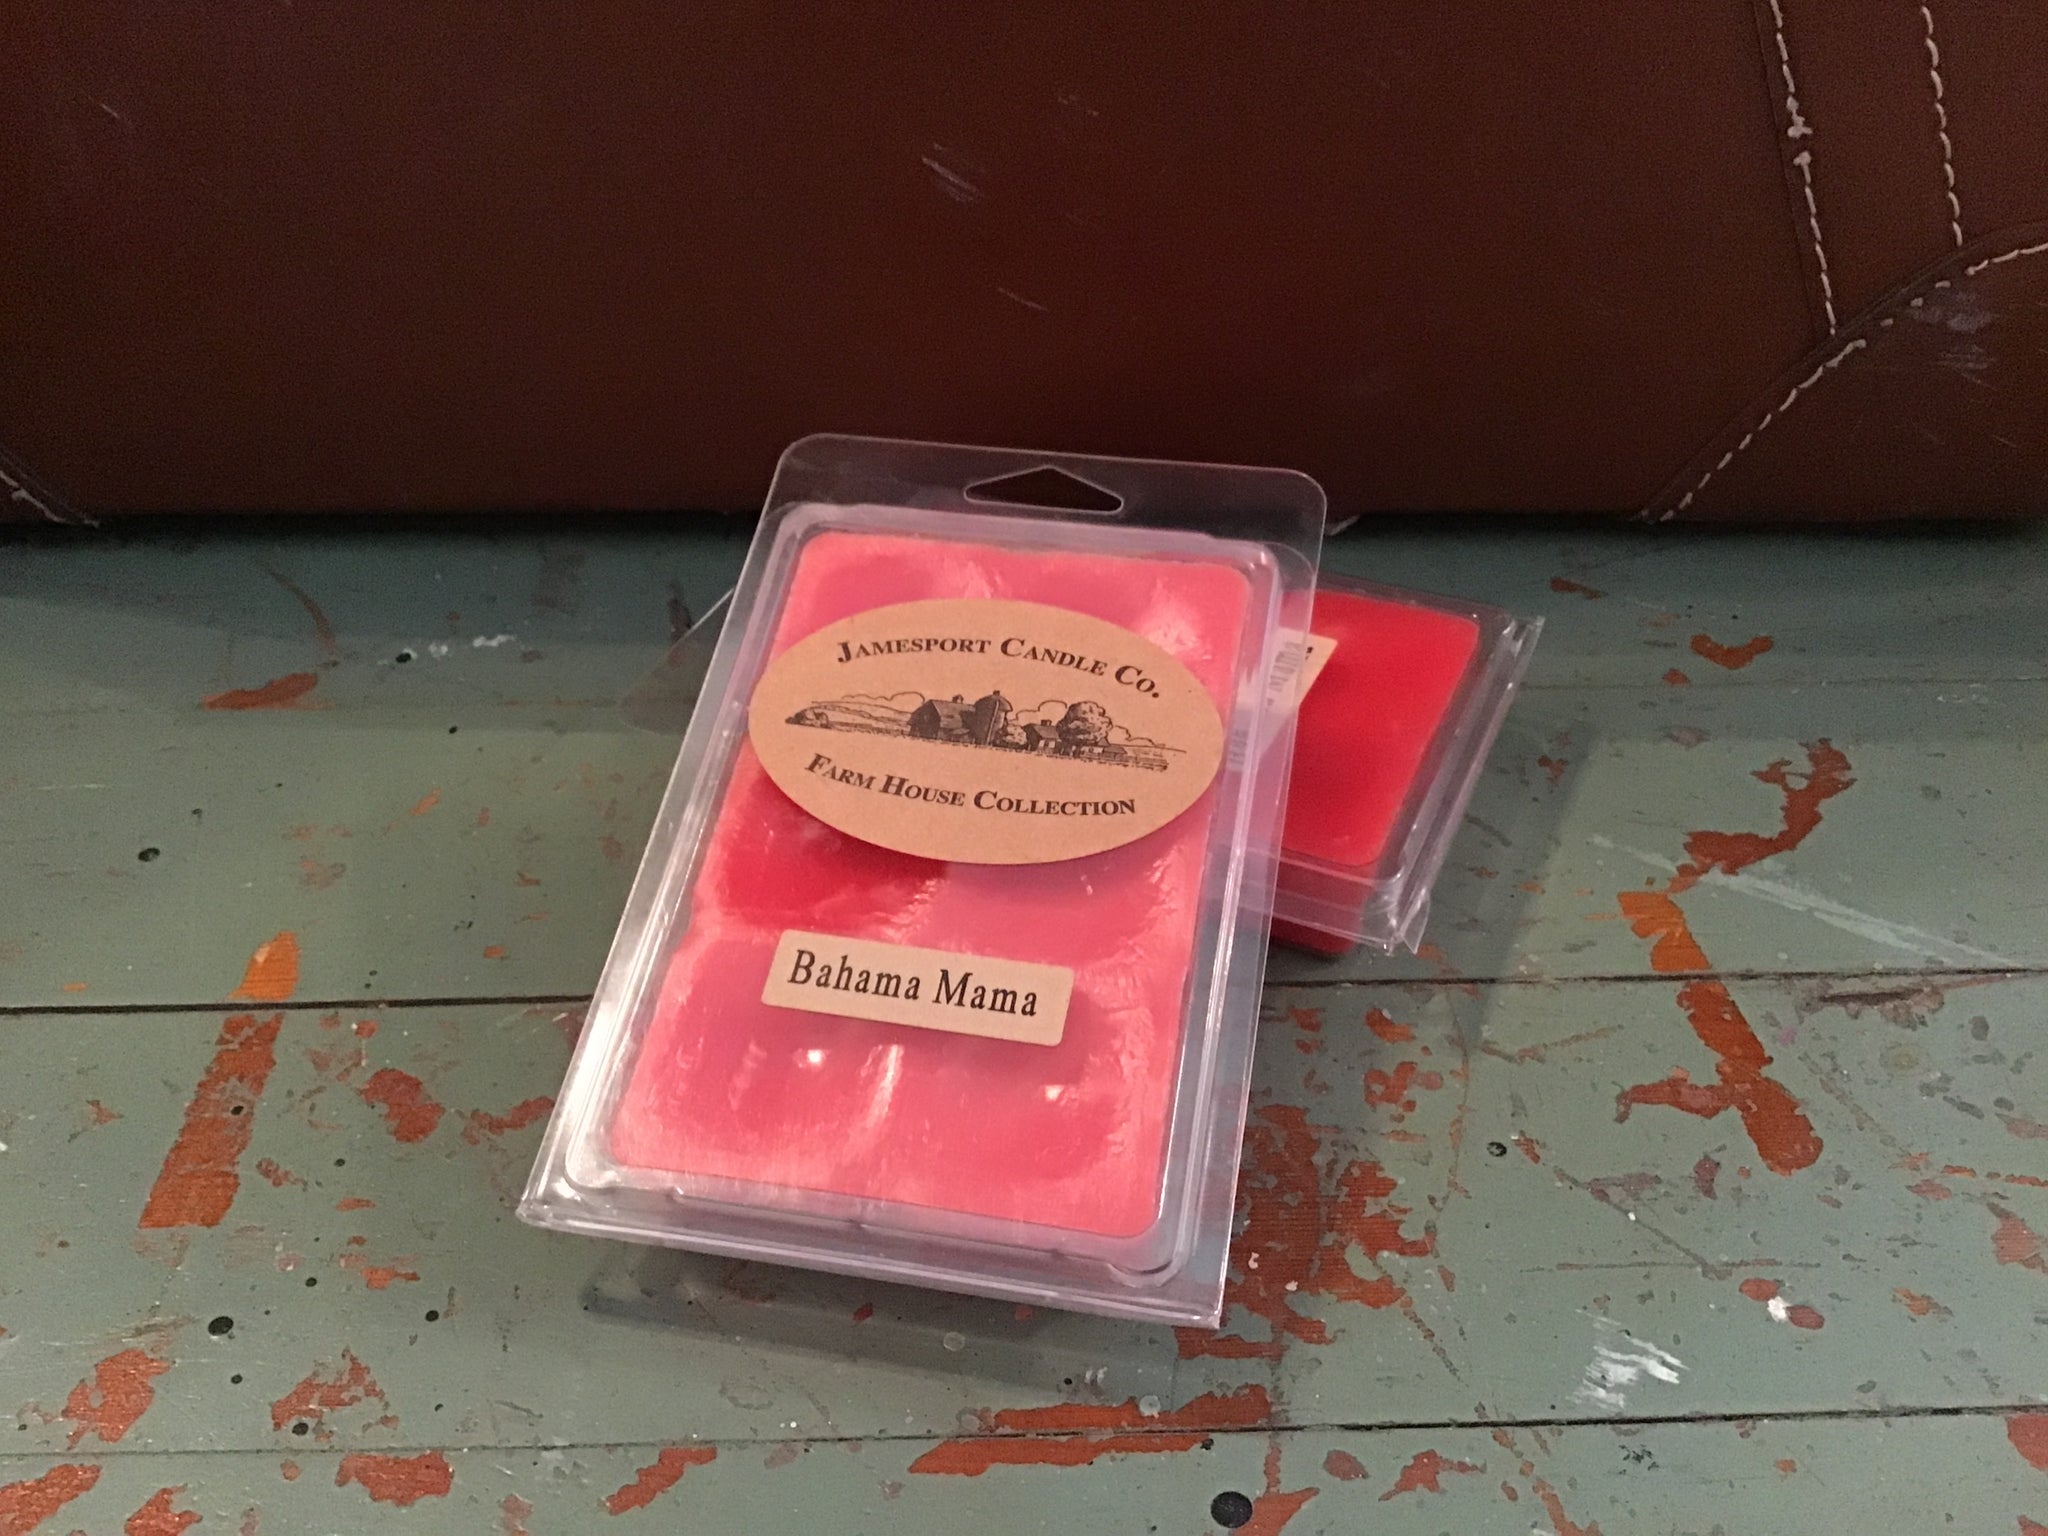 Jamesport Candle Co.
Farm House Collection
Bahama Mama